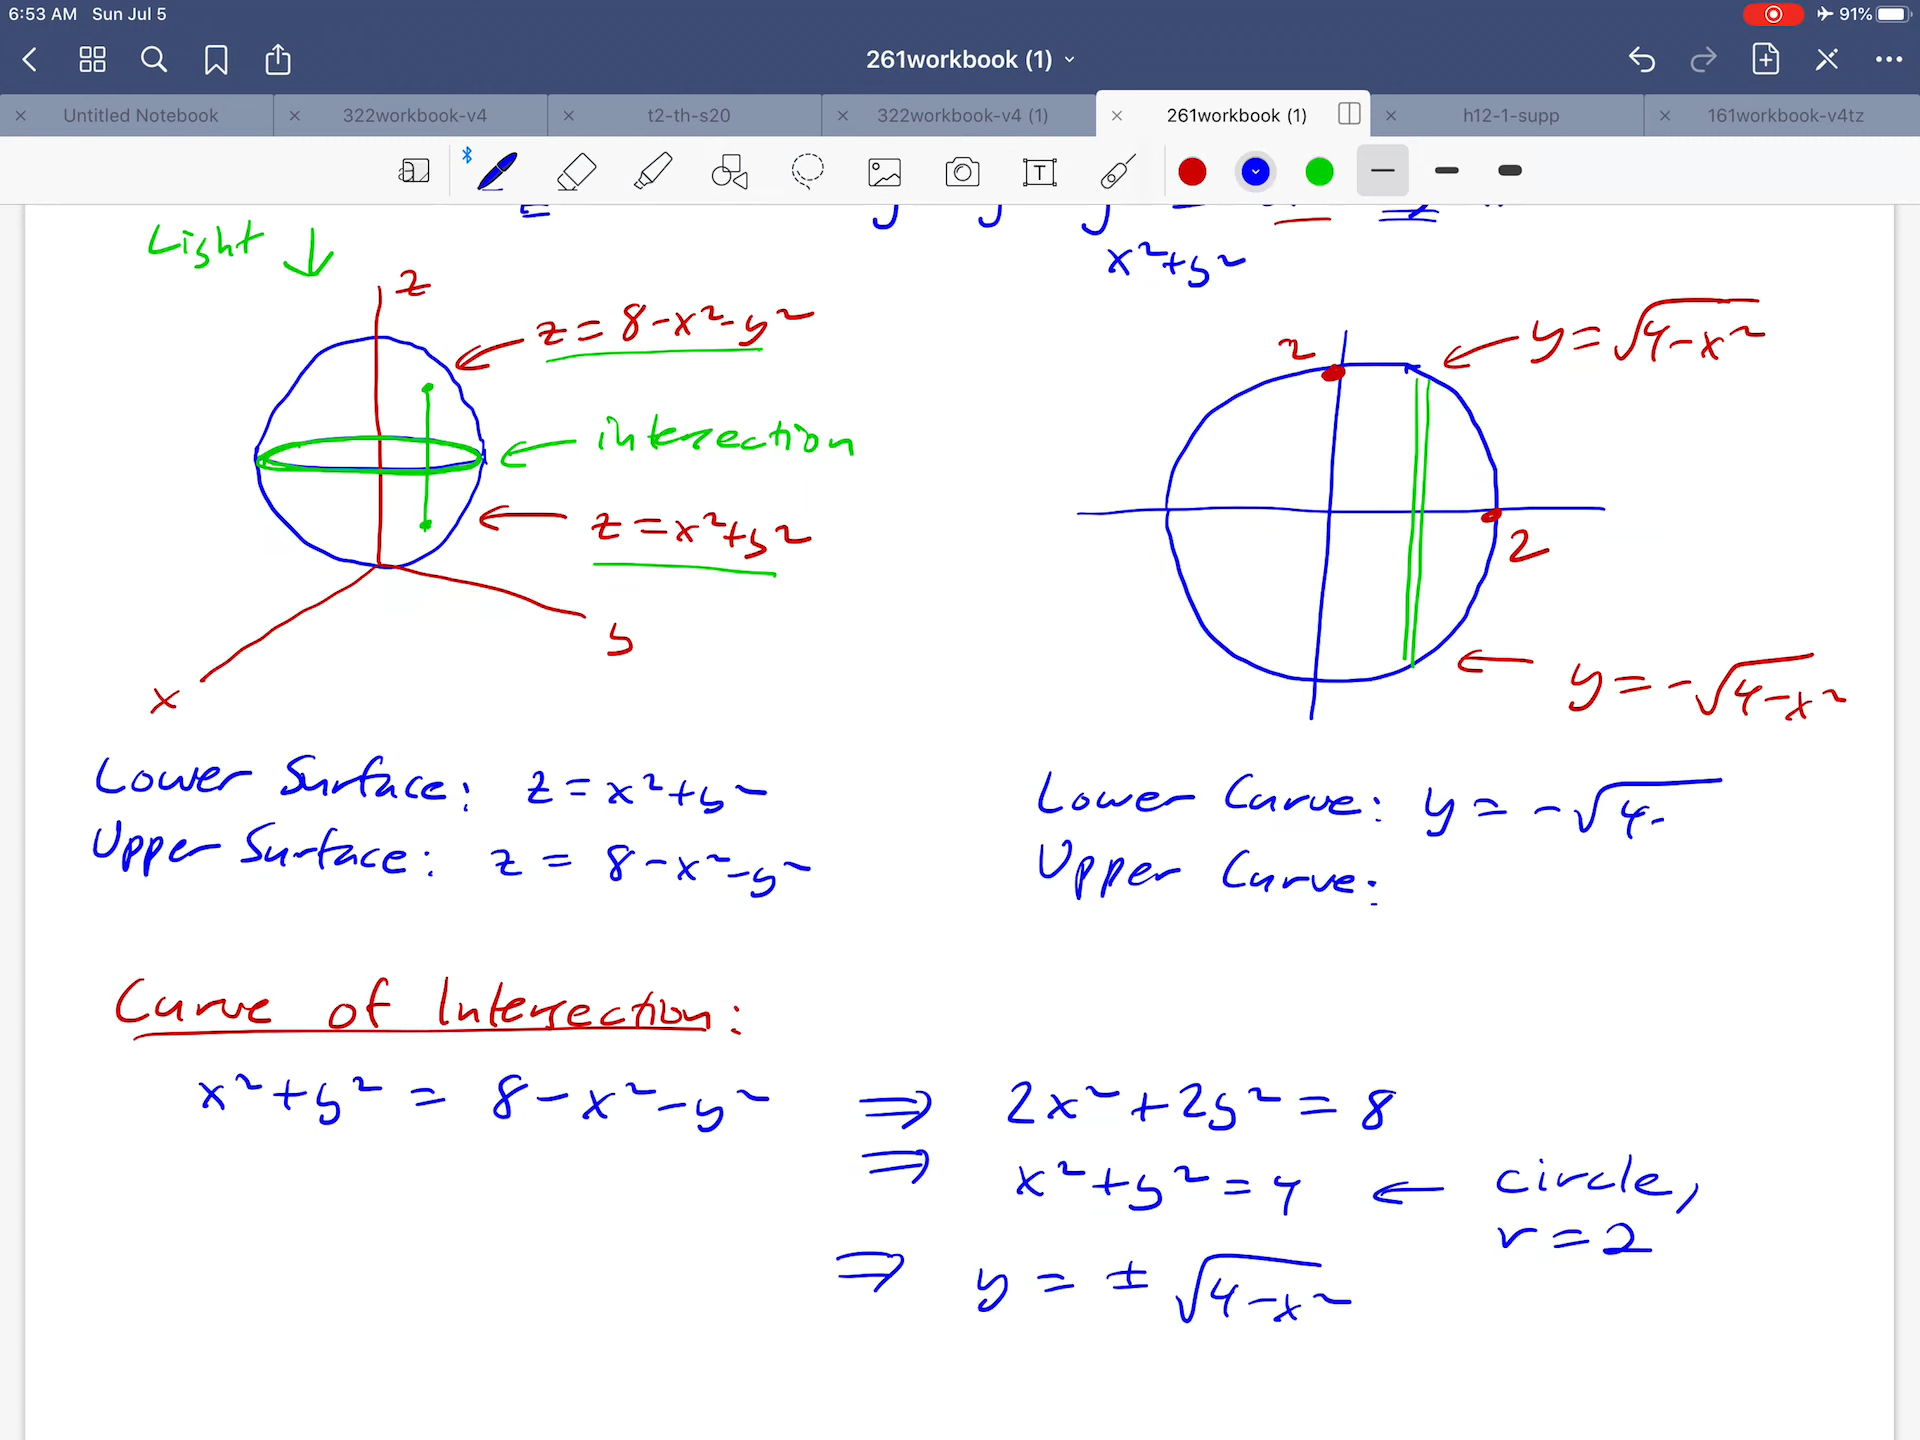 6:53 AM Sun Jul 5
91%
261workbook (1)
Untitled Notebook
322workbook-v4
t2-th-s20
322workbook-v4 (1)
261workbook (1)
h12-1-supp
161workbook-v4tz
x²+y²
Light ↓
z
z = 8-x²-y²
← intersection
z = x²+y²
x
y
2
y = √4-x²
2
y = -√4-x²
Lower Surface: z = x²+y²
Upper Surface: z = 8-x²-y²
Lower Curve: y = -√4-
Upper Curve:
Curve of Intersection:
x²+y² = 8-x²-y² ⇒ 2x²+2y² = 8
⇒ x²+y² = 4 ← circle,
r = 2
⇒ y = ± √4-x²